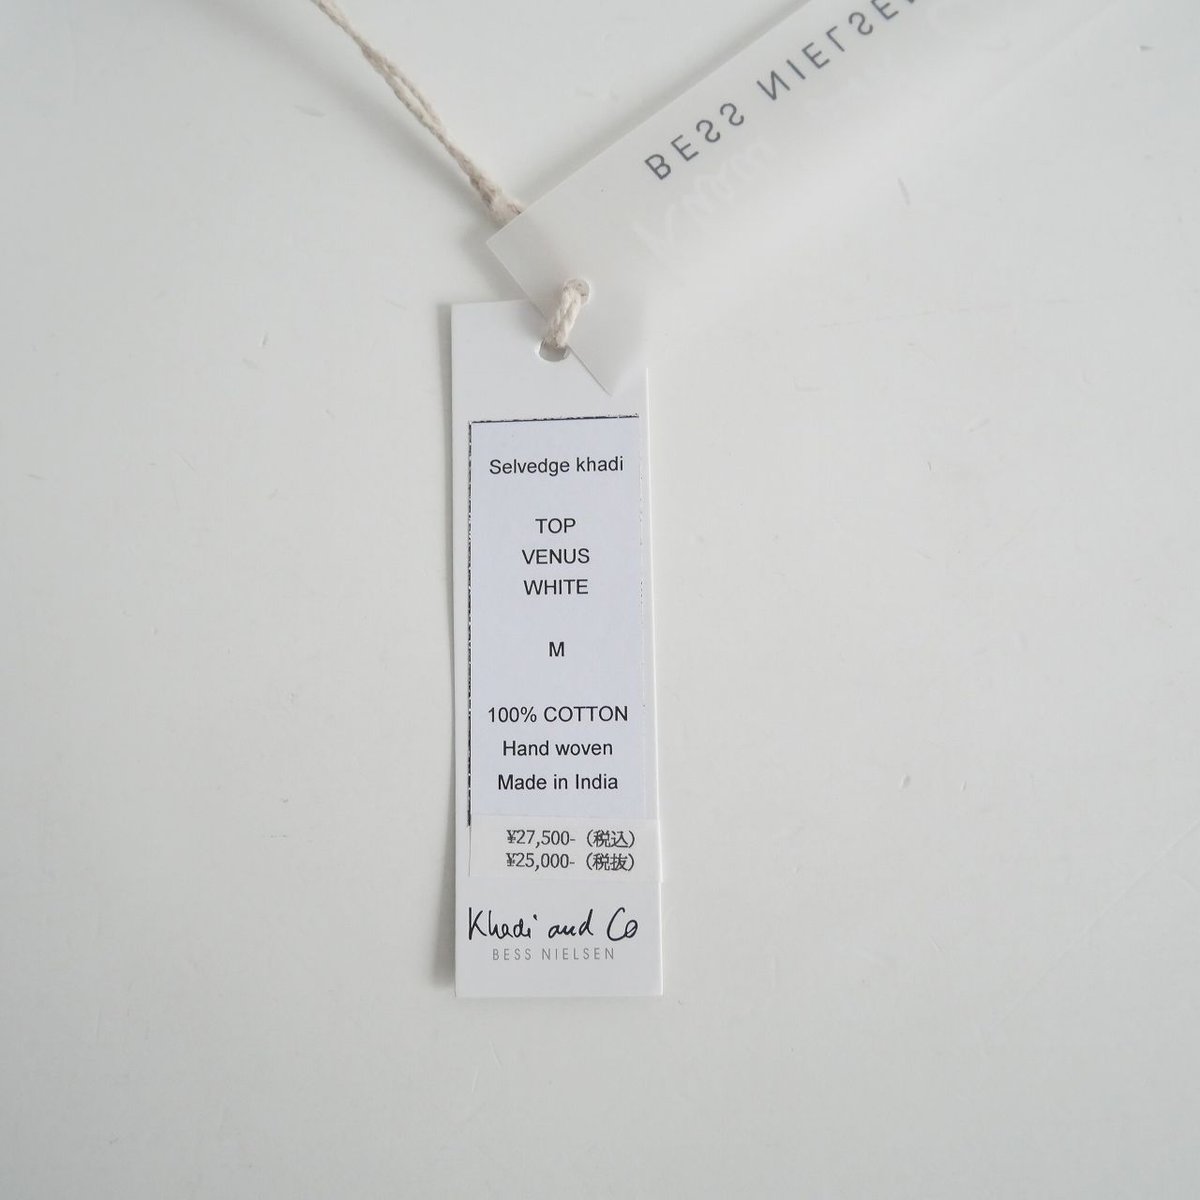 BESS NIELSEN
Selvedge khadi
TOP
VENUS
WHITE
M
100% COTTON
Hand woven
Made in India
¥27,500-（税込）
¥25,000-（税抜）
Khadi and Co
BESS NIELSEN